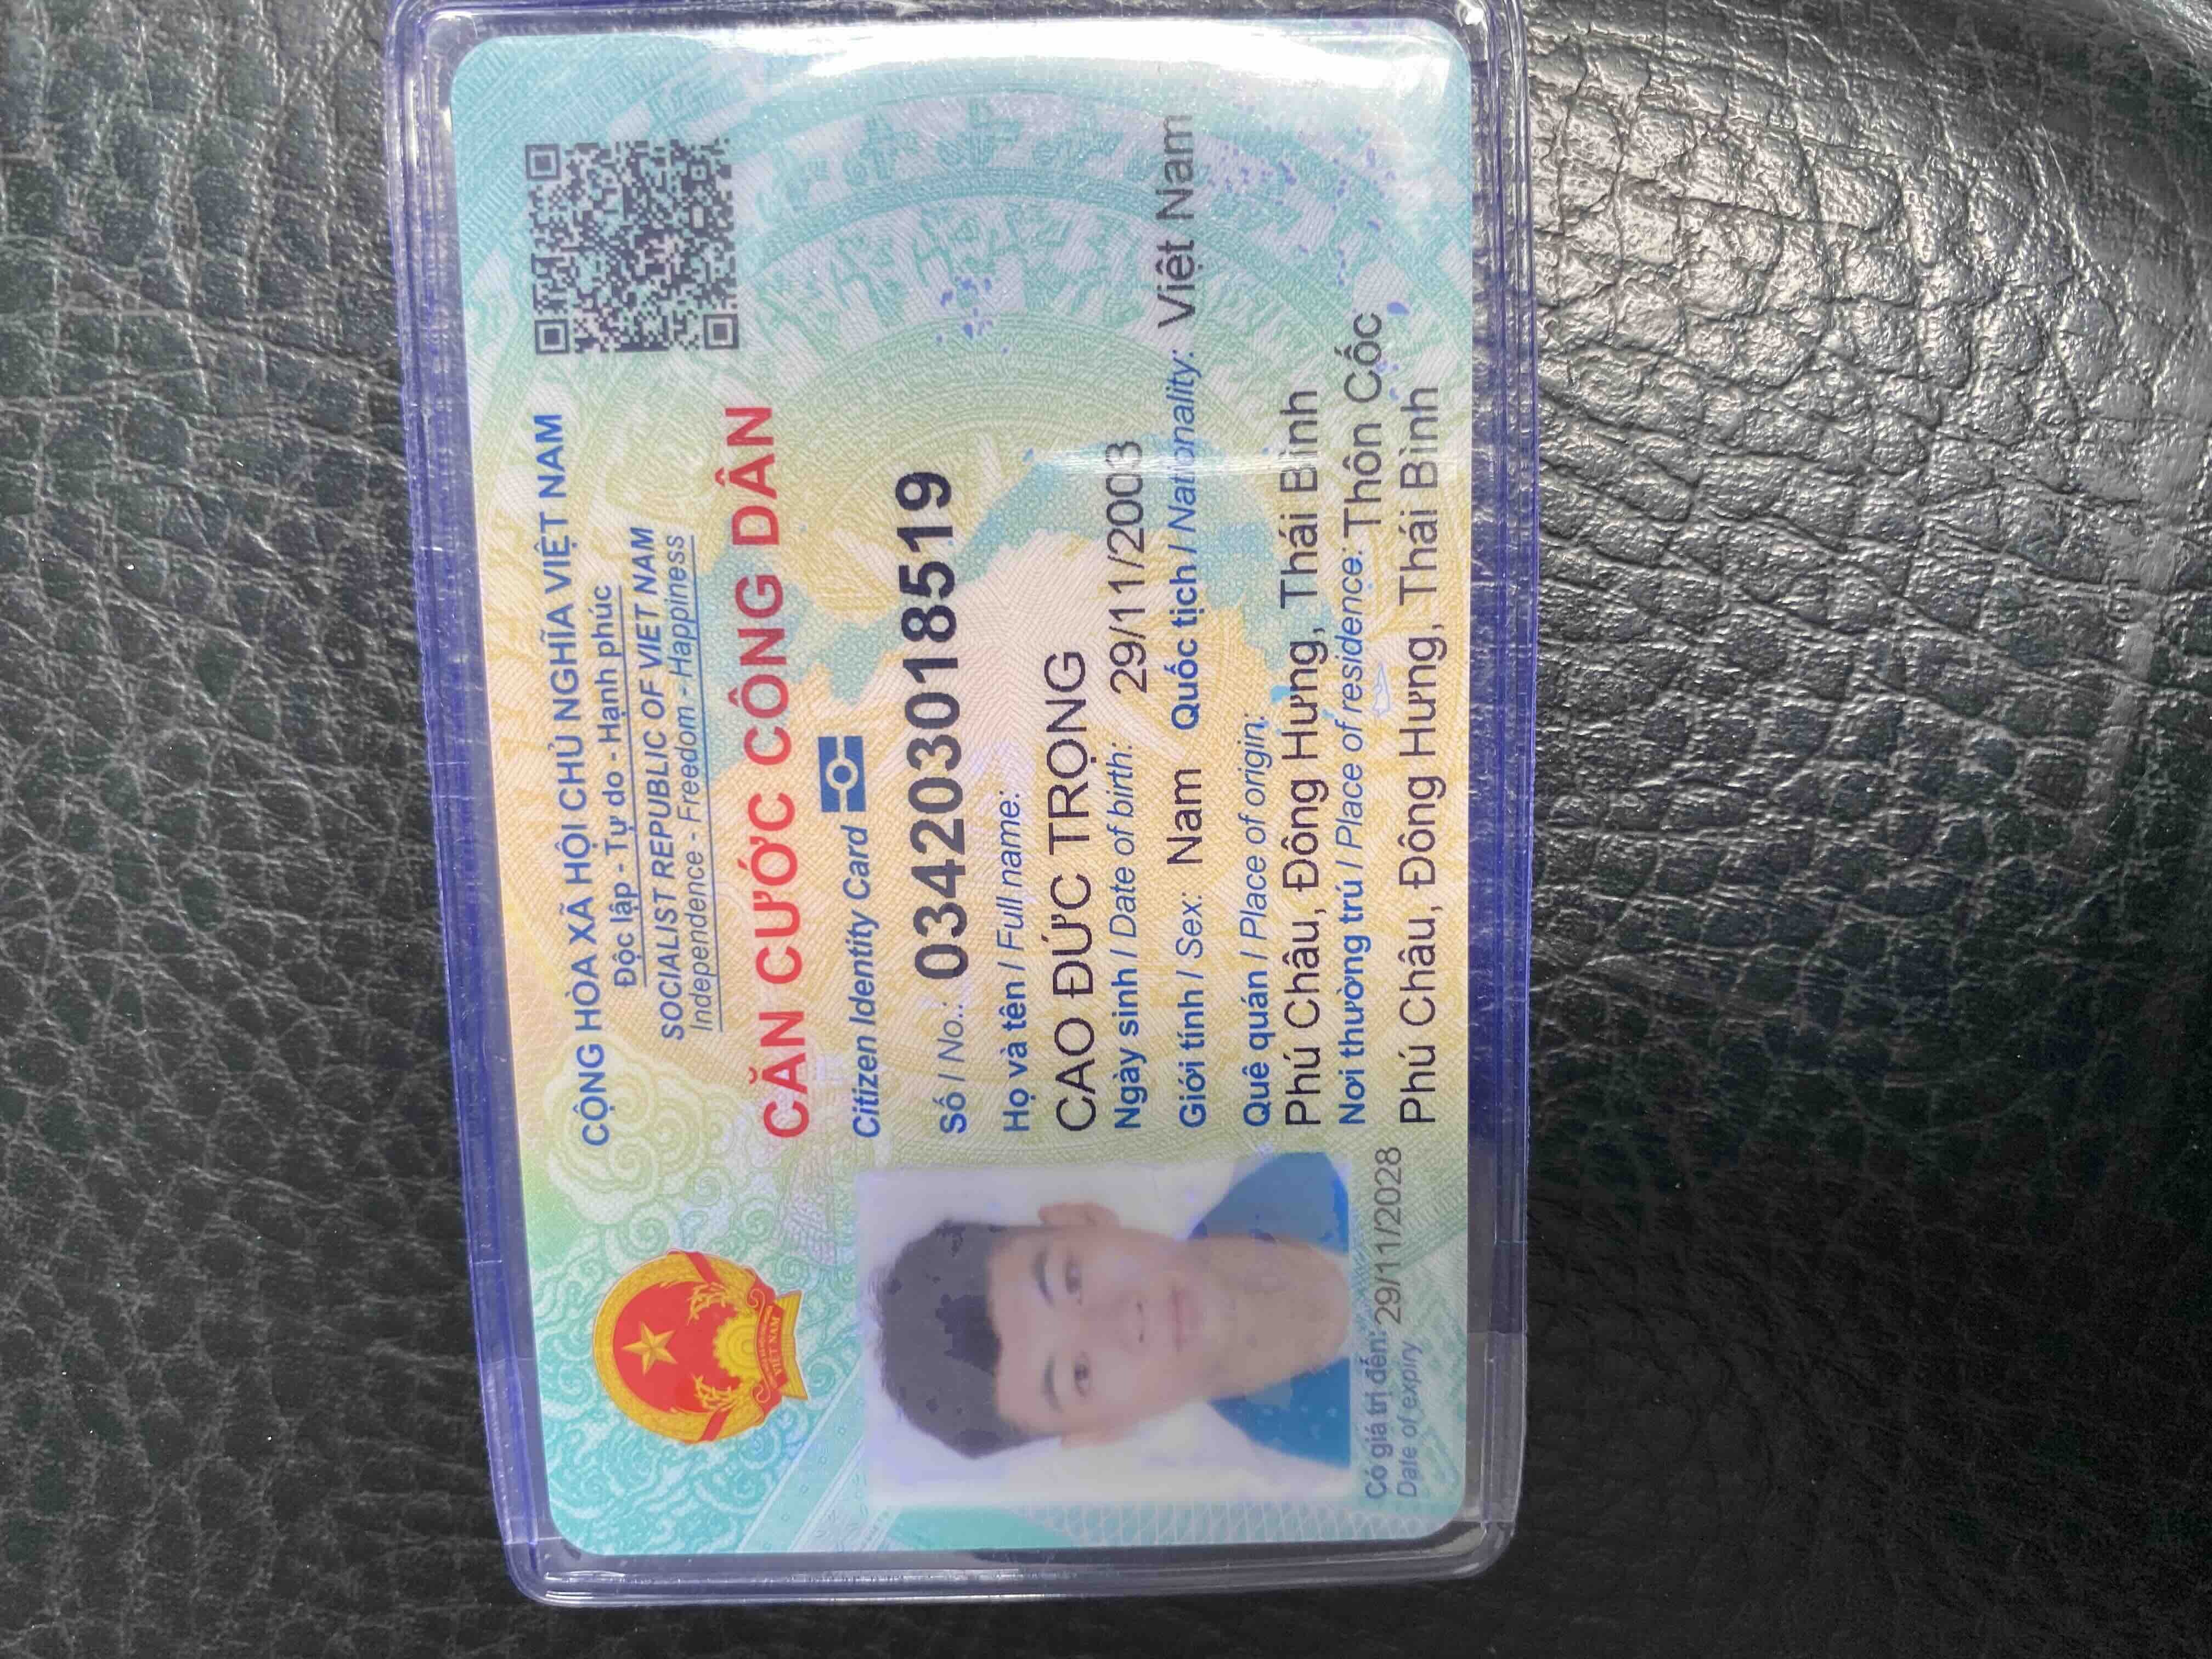 CỘNG HÒA XÃ HỘI CHỦ NGHĨA VIỆT NAM
Độc lập - Tự do - Hạnh phúc
SOCIALIST REPUBLIC OF VIET NAM
Independence - Freedom - Happiness
CĂN CƯỚC CÔNG DÂN
Citizen Identity Card
Số / No.: 034203018519
Họ và tên / Full name:
CAO ĐỨC TRỌNG
Ngày sinh / Date of birth: 29/11/2003
Giới tính / Sex: Nam Quốc tịch / Nationality: Việt Nam
Quê quán / Place of origin:
Phú Châu, Đông Hưng, Thái Bình
Nơi thường trú / Place of residence: Thôn Cốc
Phú Châu, Đông Hưng, Thái Bình
Có giá trị đến: 29/11/2028
Date of expiry
VIỆT NAM